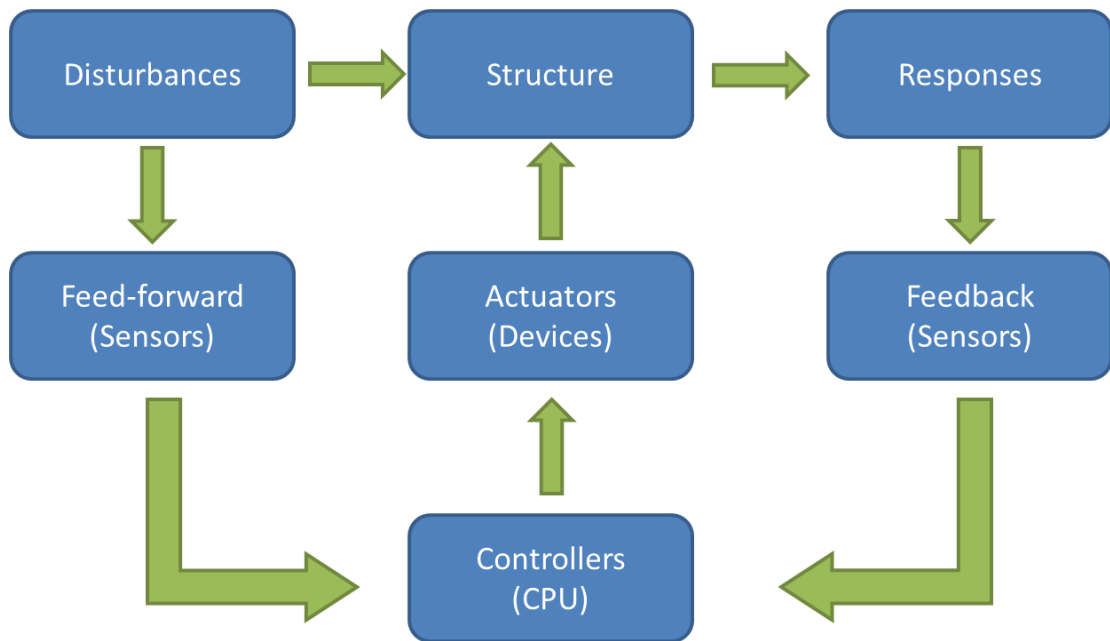 Disturbances
Structure
Responses
Feed-forward
(Sensors)
Actuators
(Devices)
Feedback
(Sensors)
Controllers
(CPU)